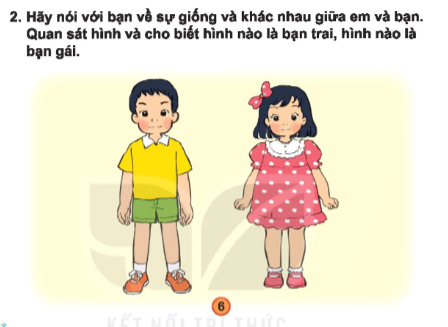 2. Hãy nói với bạn về sự giống và khác nhau giữa em và bạn.
Quan sát hình và cho biết hình nào là bạn trai, hình nào là
bạn gái.
6
KẾT NỐI TRI THỨC